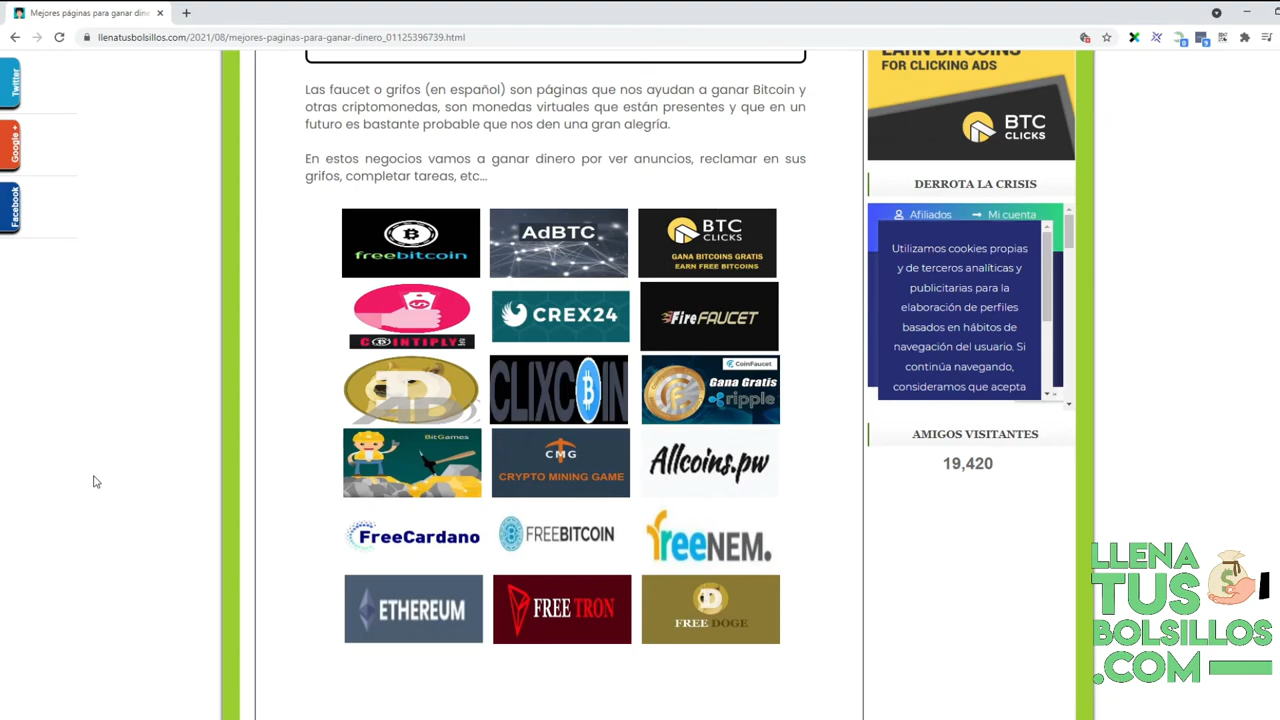 Mejores páginas para ganar dine
llenatusbolsillos.com/2021/08/mejores-paginas-para-ganar-dinero_01125396739.html
Twitter
Google +
Facebook
Las faucet o grifos (en español) son páginas que nos ayudan a ganar Bitcoin y
otras criptomonedas, son monedas virtuales que están presentes y que en un
futuro es bastante probable que nos den una gran alegría.
En estos negocios vamos a ganar dinero por ver anuncios, reclamar en sus
grifos, completar tareas, etc...
freebitcoin
AdBTC
BTC
CLICKS
GANA BITCOINS GRATIS
EARN FREE BITCOINS
COINTIPLY
CREX24
FireFAUCET
ADS
CLIXCOIN
CoinFaucet
Gana Gratis
ripple
BitGames
CMG
CRYPTO MINING GAME
Allcoins.pw
FreeCardano
FREEBITCOIN
freeNEM.
ETHEREUM
FREE TRON
FREE DOGE
EARN BITCOINS
FOR CLICKING ADS
BTC
CLICKS
DERROTA LA CRISIS
Afiliados
Mi cuenta
Utilizamos cookies propias
y de terceros analíticas y
publicitarias para la
elaboración de perfiles
basados en hábitos de
navegación del usuario. Si
continúa navegando,
consideramos que acepta
AMIGOS VISITANTES
19,420
LLENA
TUS
BOLSILLOS
.COM